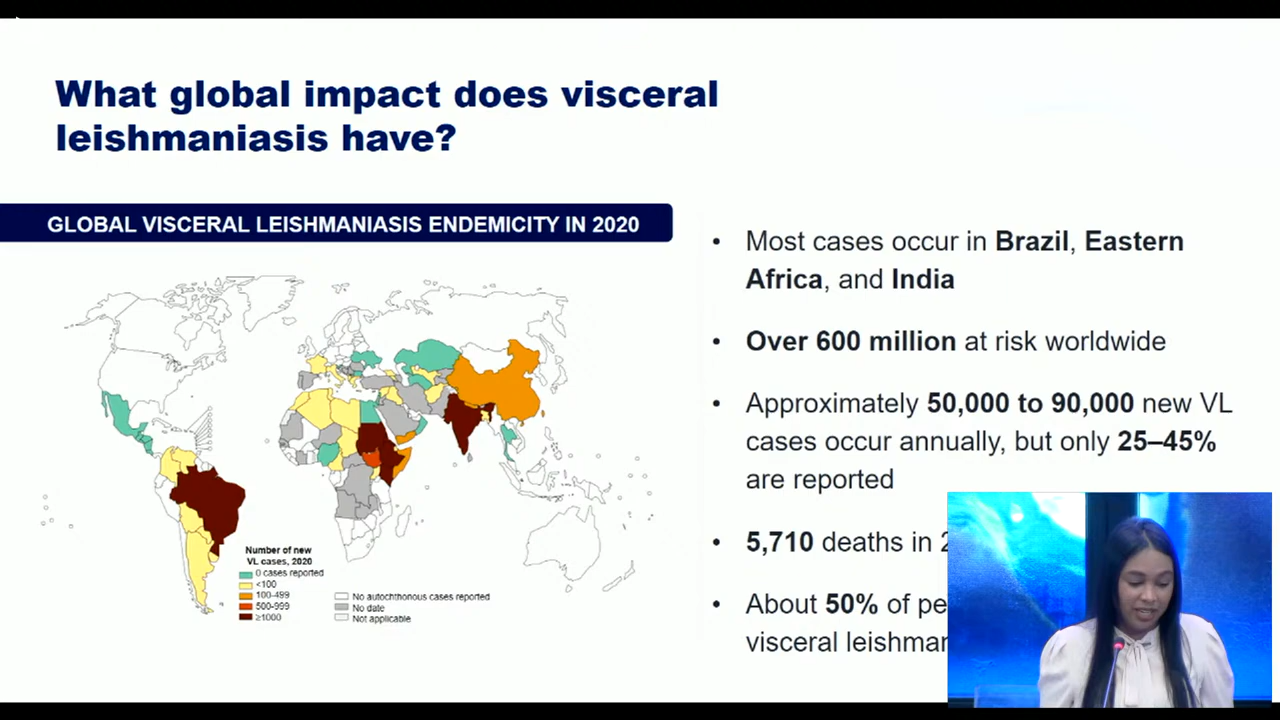 What global impact does visceral
leishmaniasis have?
GLOBAL VISCERAL LEISHMANIASIS ENDEMICITY IN 2020
Number of new
VL cases, 2020
0 cases reported
<100
100-499
500-999
≥1000
No autochthonous cases reported
No date
Not applicable
• Most cases occur in Brazil, Eastern
Africa, and India
• Over 600 million at risk worldwide
• Approximately 50,000 to 90,000 new VL
cases occur annually, but only 25–45%
are reported
• 5,710 deaths in
• About 50% of
visceral